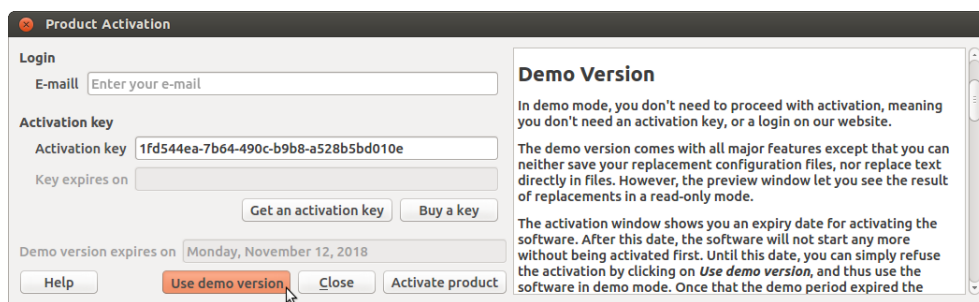 Product Activation
Login
E-maill Enter your e-mail
Activation key
Activation key 1fd544ea-7b64-490c-b9b8-a528b5bd010e
Key expires on
Get an activation key Buy a key
Demo version expires on Monday, November 12, 2018
Help Use demo version Close Activate product
Demo Version
In demo mode, you don't need to proceed with activation, meaning
you don't need an activation key, or a login on our website.
The demo version comes with all major features except that you can
neither save your replacement configuration files, nor replace text
directly in files. However, the preview window let you see the result
of replacements in a read-only mode.
The activation window shows you an expiry date for activating the
software. After this date, the software will not start any more
without being activated first. Until this date, you can simply refuse
the activation by clicking on Use demo version, and thus use the
software in demo mode. Once that the demo period expired the